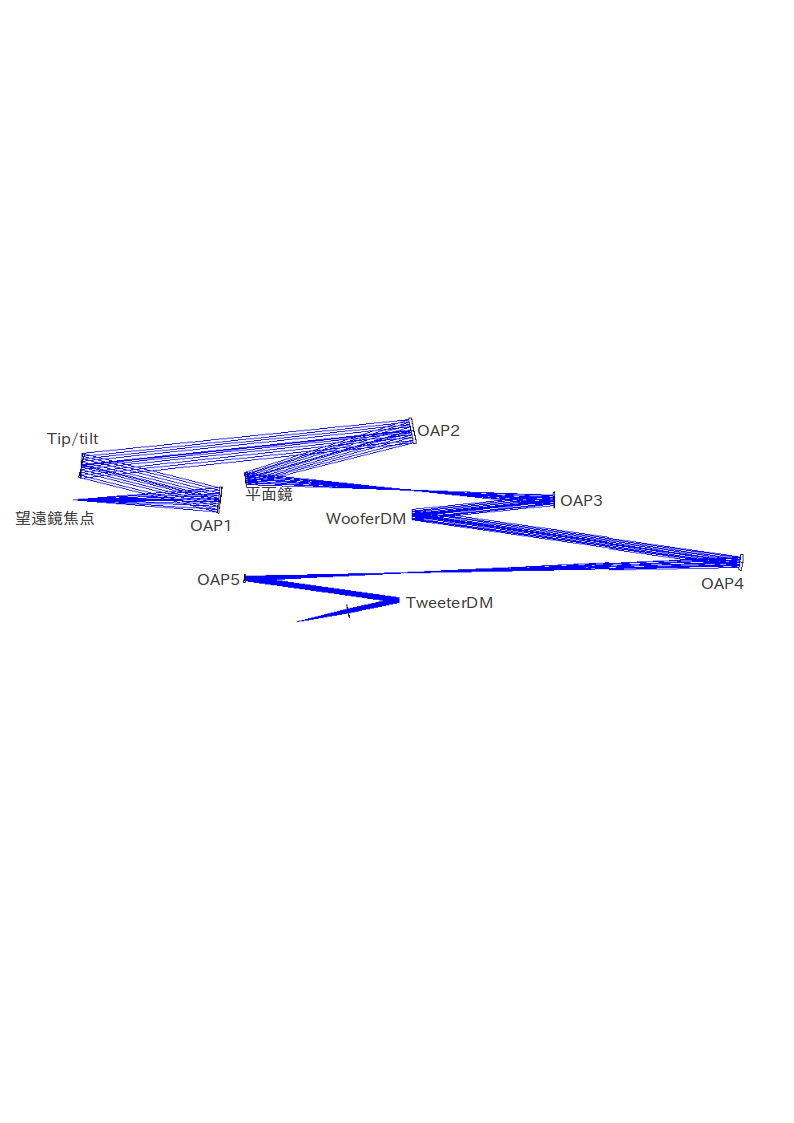 Tip/tilt
OAP2
平面鏡
OAP3
望遠鏡焦点
OAP1
WooferDM
OAP4
OAP5
TweeterDM